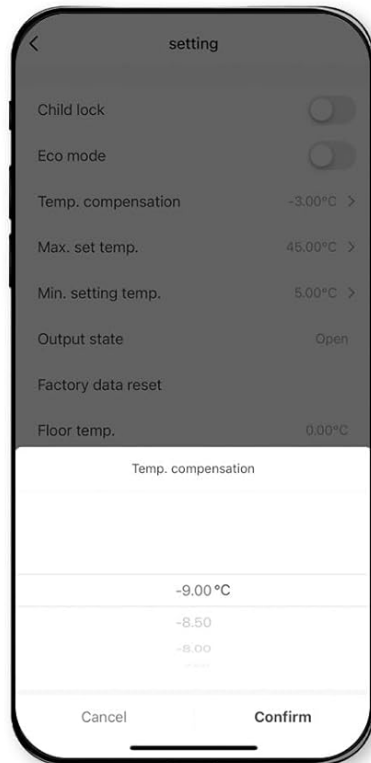 setting
Child lock
Eco mode
Temp. compensation -3.00°C >
Max. set temp. 45.00°C >
Min. setting temp. 5.00°C >
Output state Open
Factory data reset
Floor temp. 0.00°C
Temp. compensation
-9.00 °C
-8.50
-8.00
Cancel Confirm